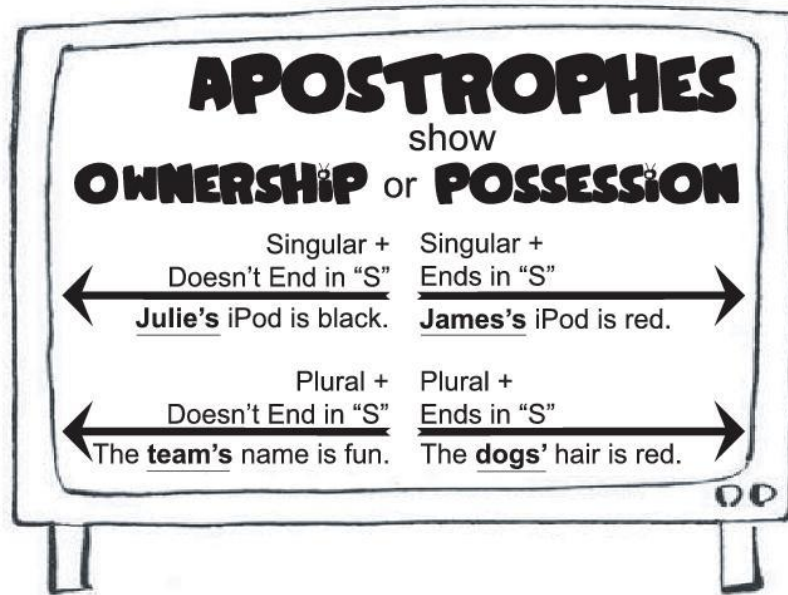 APOSTROPHES
show
OWNERSHiP or POSSESSiON
Singular +
Doesn't End in “S”
Julie's iPod is black.
Singular +
Ends in “S”
James's iPod is red.
Plural +
Doesn't End in “S”
The team's name is fun.
Plural +
Ends in “S”
The dogs' hair is red.